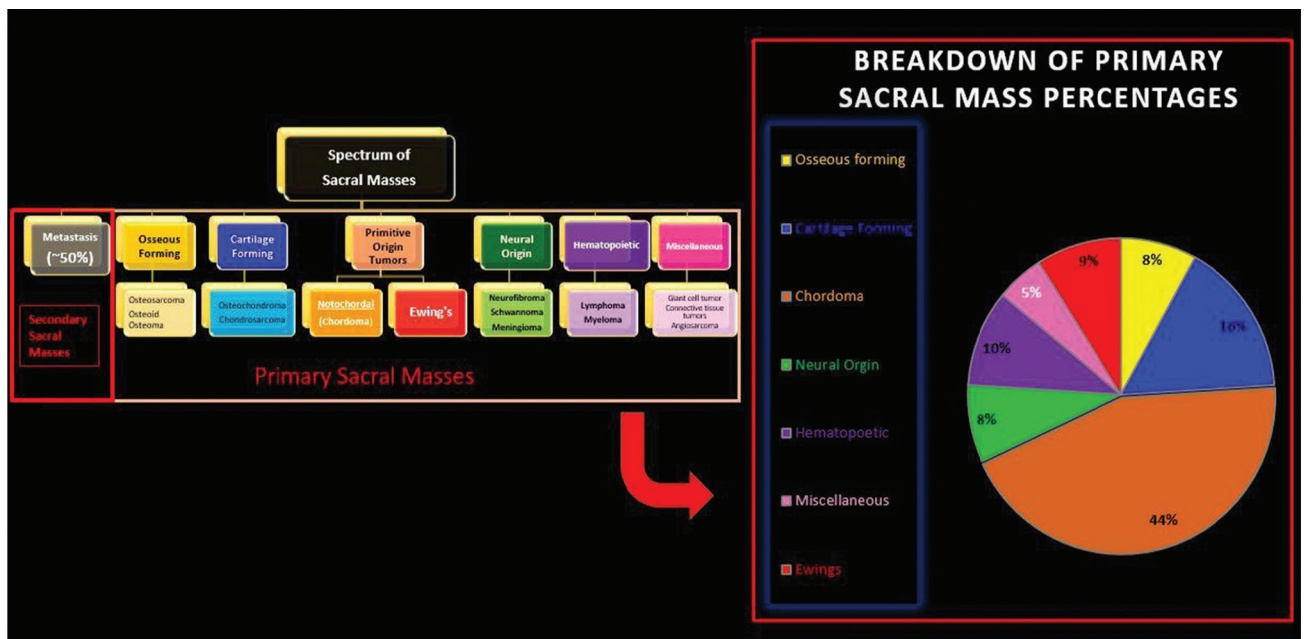 Spectrum of
Sacral Masses
Metastasis
(~50%)
Osseous
Forming
Cartilage
Forming
Primitive
Origin
Tumors
Neural
Origin
Hematopoietic
Miscellaneous
Osteosarcoma
Osteoid
Osteoma
Osteochondroma
Chondrosarcoma
Notochordal
(Chordoma)
Ewing's
Neurofibroma
Schwannoma
Meningioma
Lymphoma
Myeloma
Giant cell tumor
Connective tissue
tumors
Angiosarcoma
Secondary
Sacral
Masses
Primary Sacral Masses
BREAKDOWN OF PRIMARY
SACRAL MASS PERCENTAGES
Osseous forming
Cartilage Forming
Chordoma
Neural Orgin
Hematopoetic
Miscellaneous
Ewings
8%
16%
44%
8%
10%
5%
9%